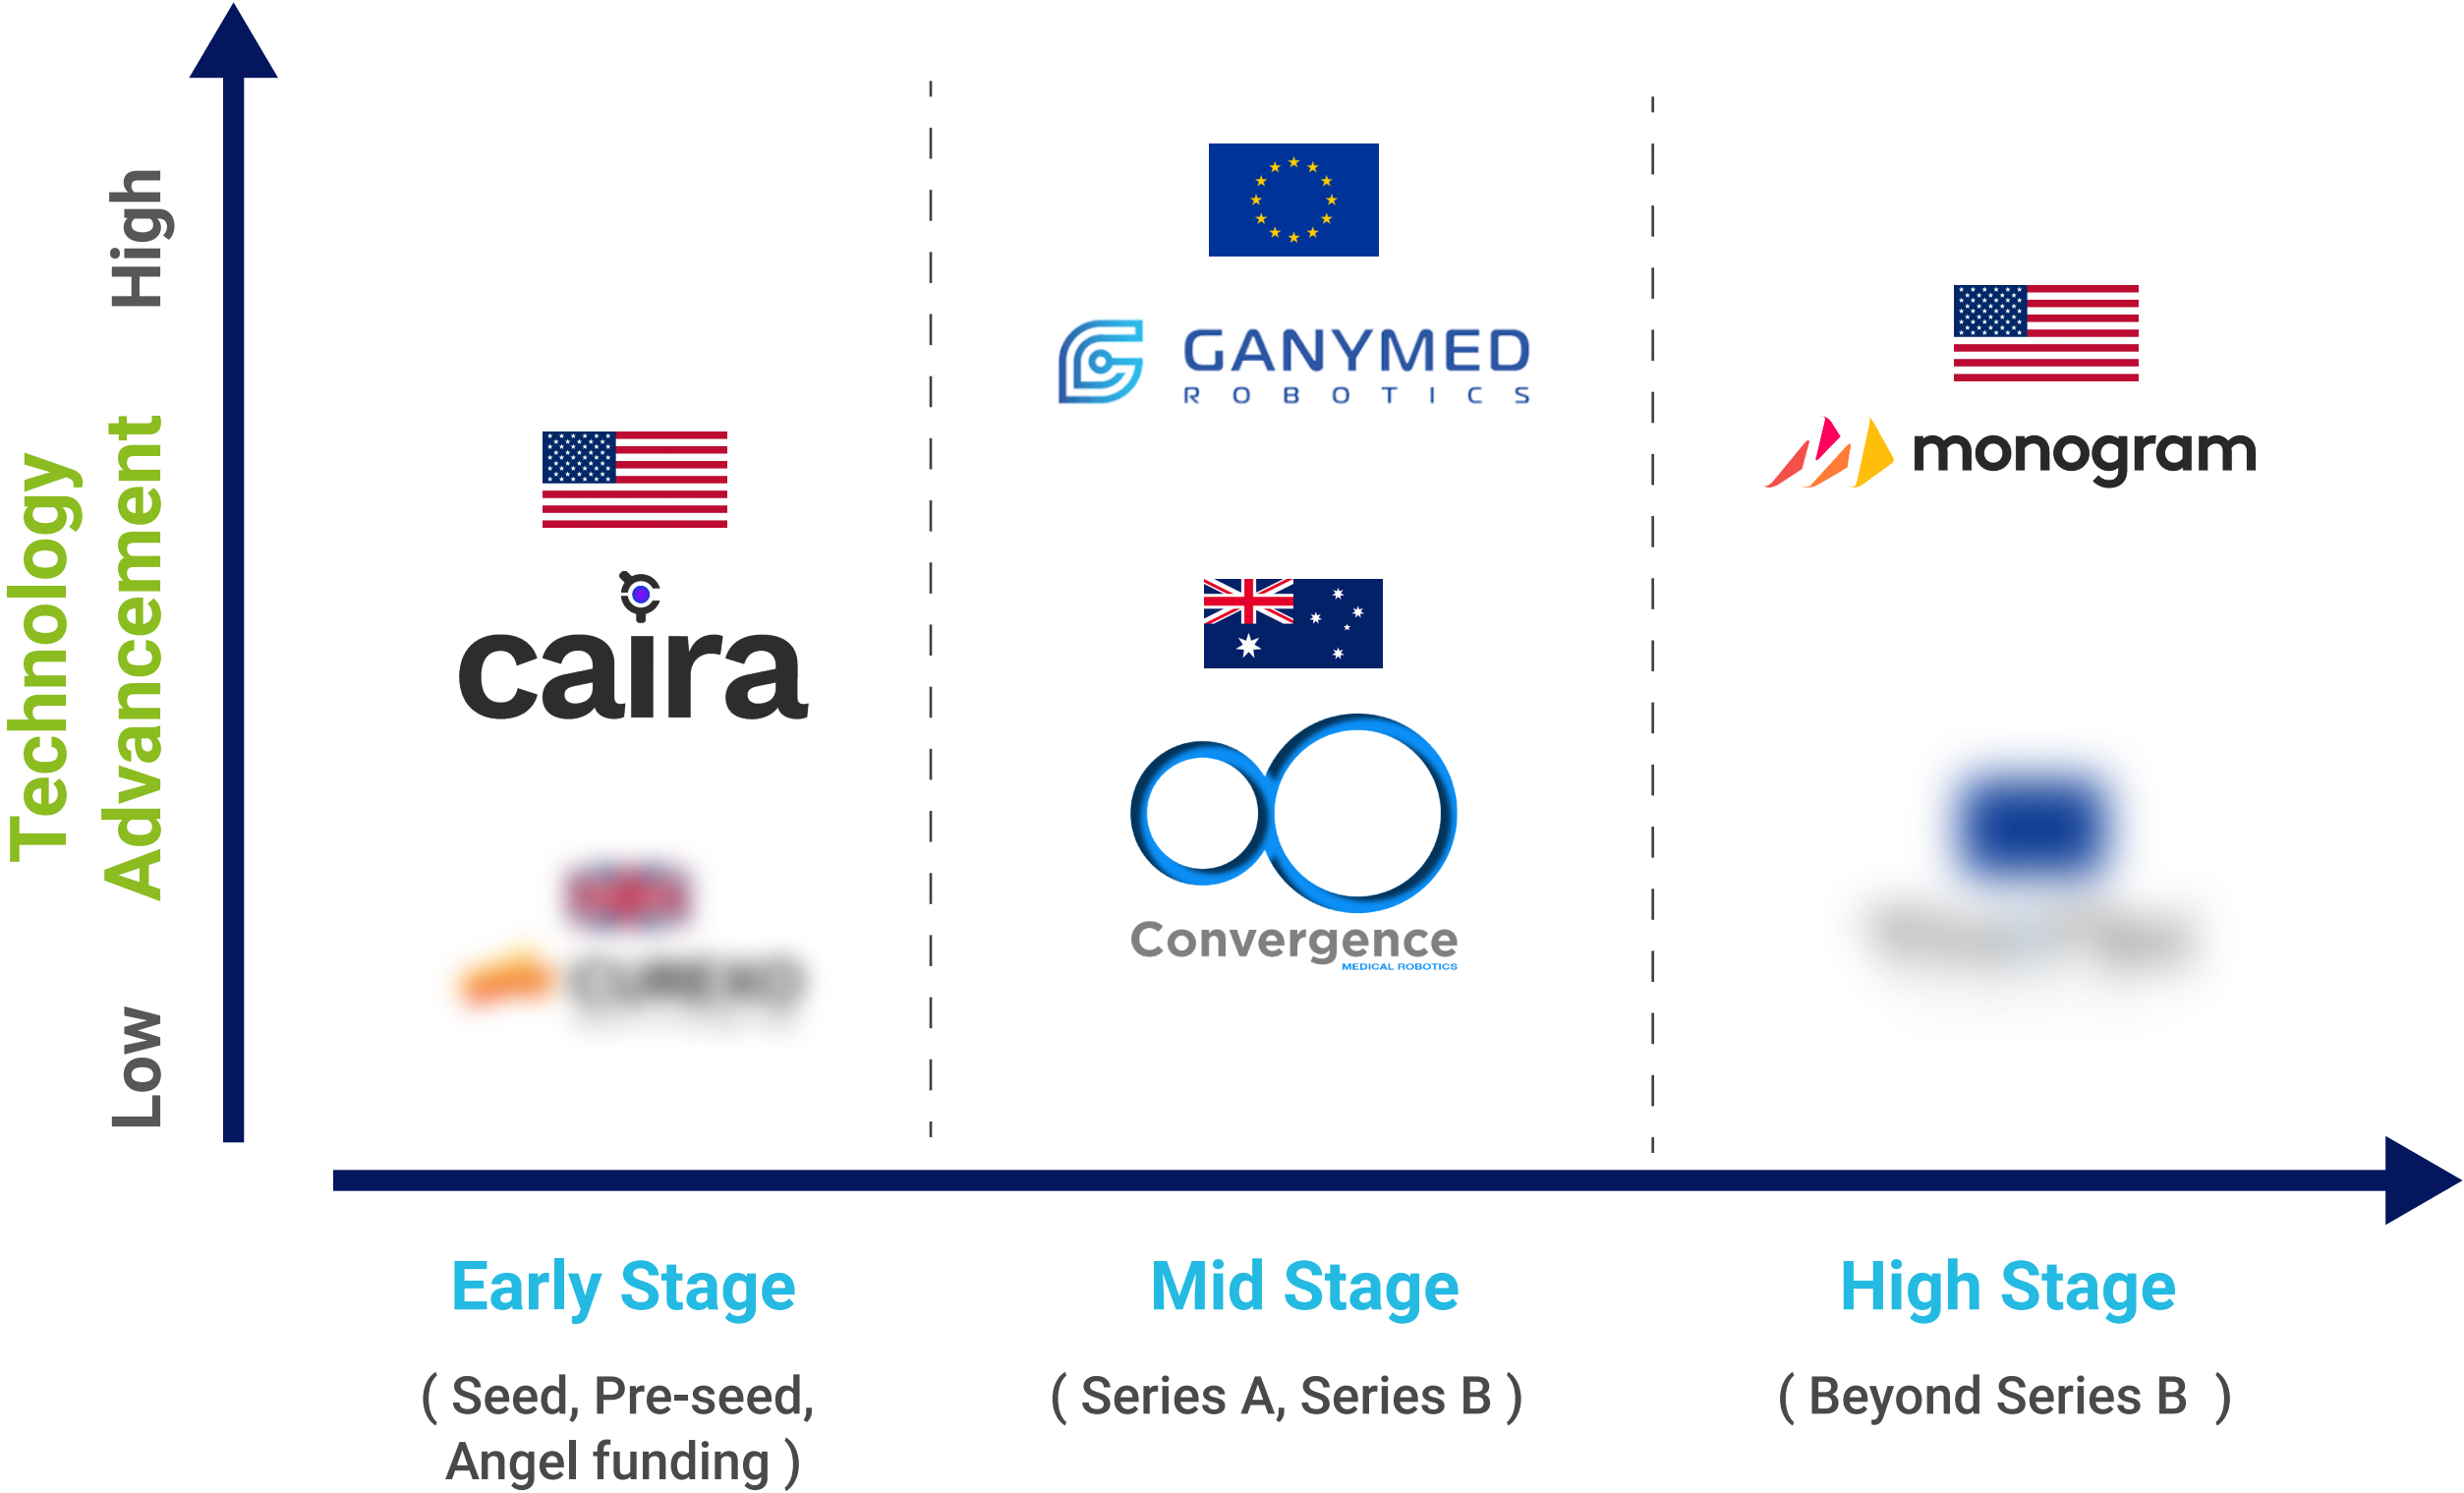 High
Technology
Advancement
Low
GANYMED
ROBOTICS
monogram
caira
Convergence
MEDICAL ROBOTICS
Early Stage
Mid Stage
High Stage
( Seed, Pre-seed,
Angel funding )
( Series A, Series B )
( Beyond Series B )